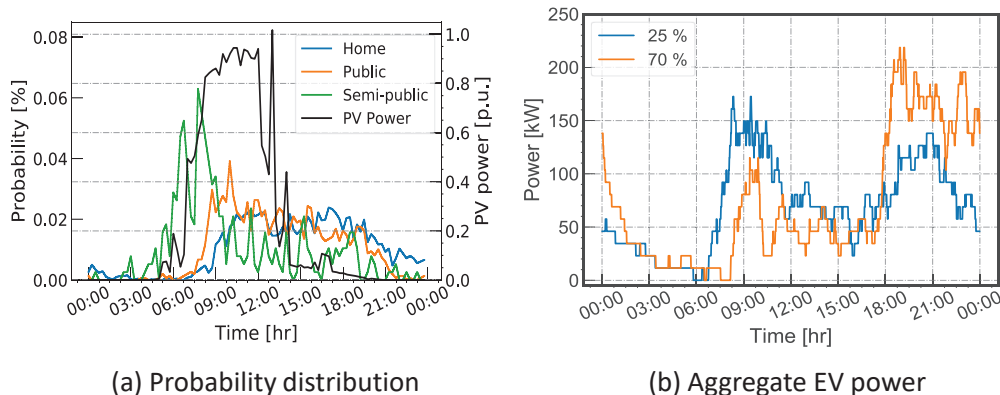 0.08
0.06
0.04
0.02
0.00
Probability [%]
Home
Public
Semi-public
PV Power
1.0
0.8
0.6
0.4
0.2
0.0
PV power [p.u.]
00:00 03:00 06:00 09:00 12:00 15:00 18:00 21:00 00:00
Time [hr]
(a) Probability distribution
250
200
150
100
50
0
Power [kW]
25 %
70 %
00:00 03:00 06:00 09:00 12:00 15:00 18:00 21:00 00:00
Time [hr]
(b) Aggregate EV power